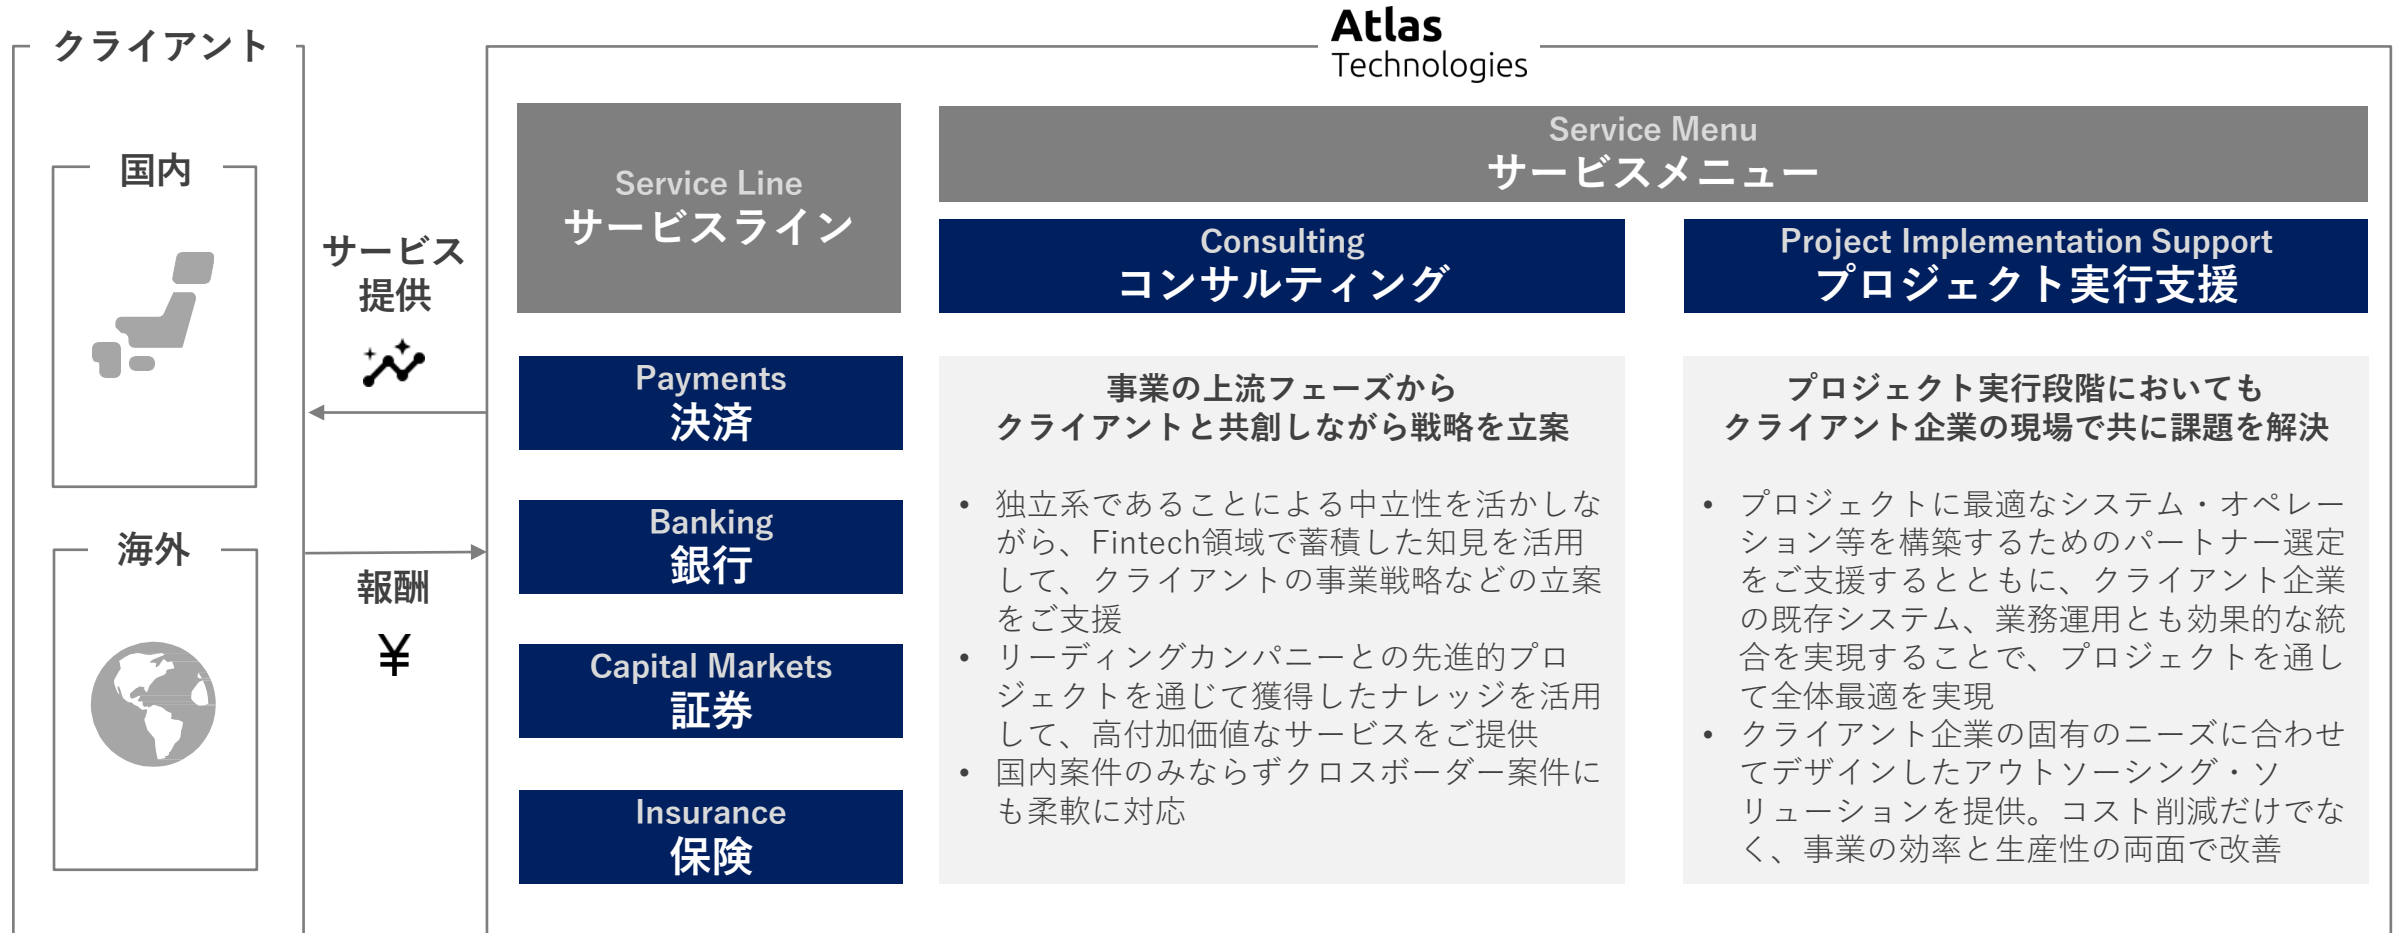 クライアント
国内
海外
サービス
提供
報酬
¥
Atlas
Technologies
Service Line
サービスライン
Service Menu
サービスメニュー
Consulting
コンサルティング
Project Implementation Support
プロジェクト実行支援
Payments
決済
Banking
銀行
Capital Markets
証券
Insurance
保険
事業の上流フェーズから
クライアントと共創しながら戦略を立案
• 独立系であることによる中立性を活かしな
がら、Fintech領域で蓄積した知見を活用
して、クライアントの事業戦略などの立案
をご支援
• リーディングカンパニーとの先進的プロ
ジェクトを通じて獲得したナレッジを活用
して、高付加価値なサービスをご提供
• 国内案件のみならずクロスボーダー案件に
も柔軟に対応
プロジェクト実行段階においても
クライアント企業の現場で共に課題を解決
• プロジェクトに最適なシステム・オペレー
ション等を構築するためのパートナー選定
をご支援するとともに、クライアント企業
の既存システム、業務運用とも効果的な統
合を実現することで、プロジェクトを通し
て全体最適を実現
• クライアント企業の固有のニーズに合わせ
てデザインしたアウトソーシング・ソ
リューションを提供。コスト削減だけでな
く、事業の効率と生産性の両面で改善